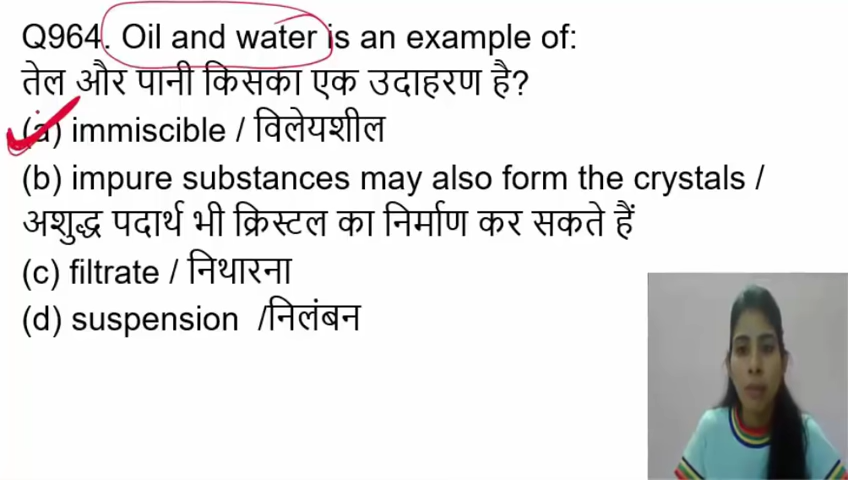 Q964. Oil and water is an example of:
तेल और पानी किसका एक उदाहरण है?
(a) immiscible / विलेयशील
(b) impure substances may also form the crystals /
अशुद्ध पदार्थ भी क्रिस्टल का निर्माण कर सकते हैं
(c) filtrate / निथारना
(d) suspension /निलंबन